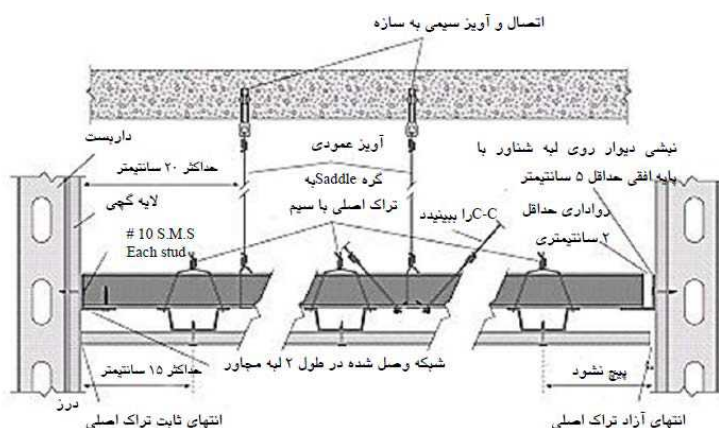 اتصال و آویز سیمی به سازه
داربست
حداکثر ۲۰ سانتیمتر
آویز عمودی
گره Saddleبه
تراک اصلی با سیم
نبشی دیوار روی لبه شناور با
پایه افقی حداقل ۵ سانتیمتر
لایه گچی
C-Cرا ببینیدد
رواداری حداقل
۲ سانتیمتری
# 10 S.M.S
Each stud
حداکثر ۱۵ سانتیمتر
شبکه وصل شده در طول ۲ لبه مجاور
پیچ نشود
درز
انتهای ثابت تراک اصلی
انتهای آزاد تراک اصلی